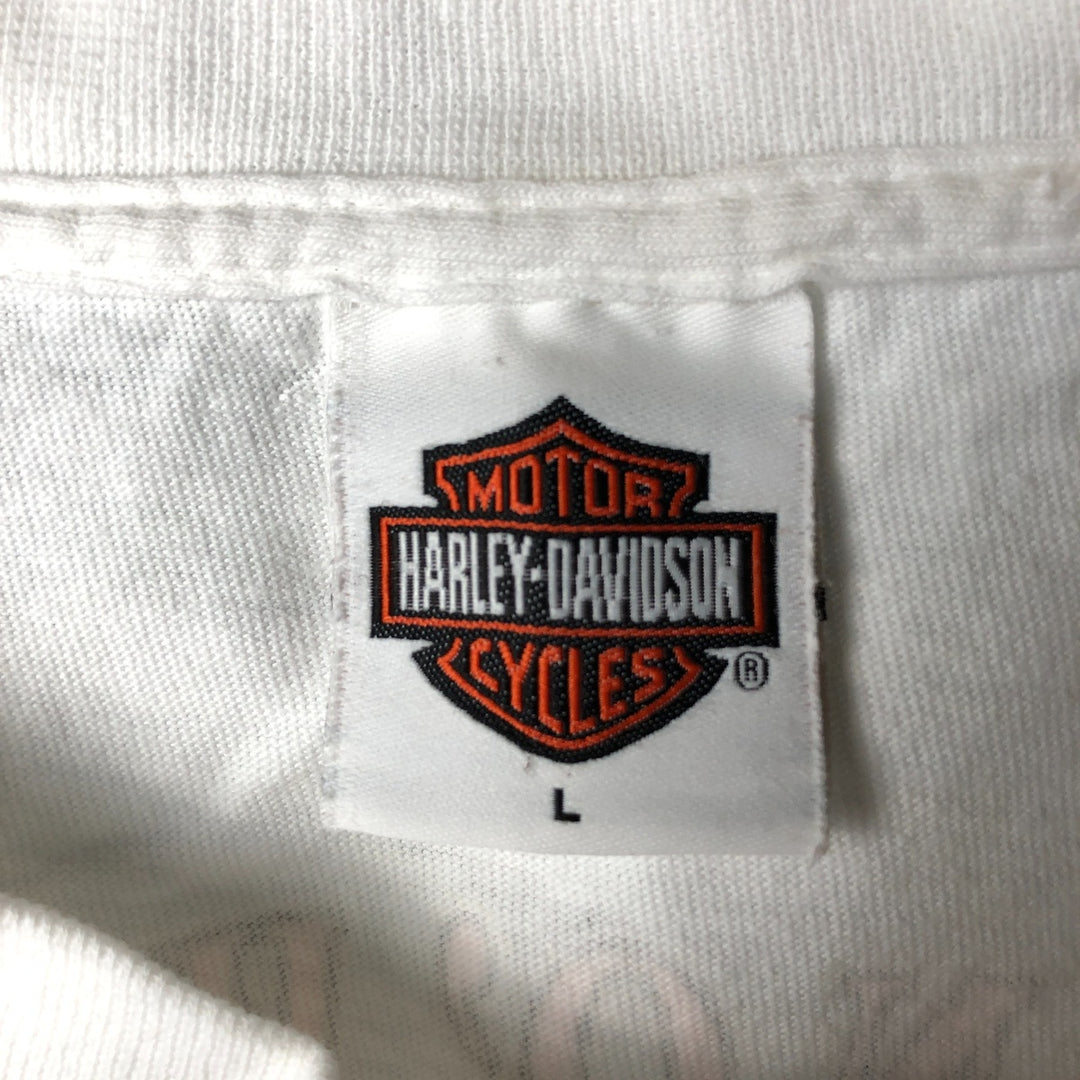 MOTOR
HARLEY-DAVIDSON
CYCLES
®
L